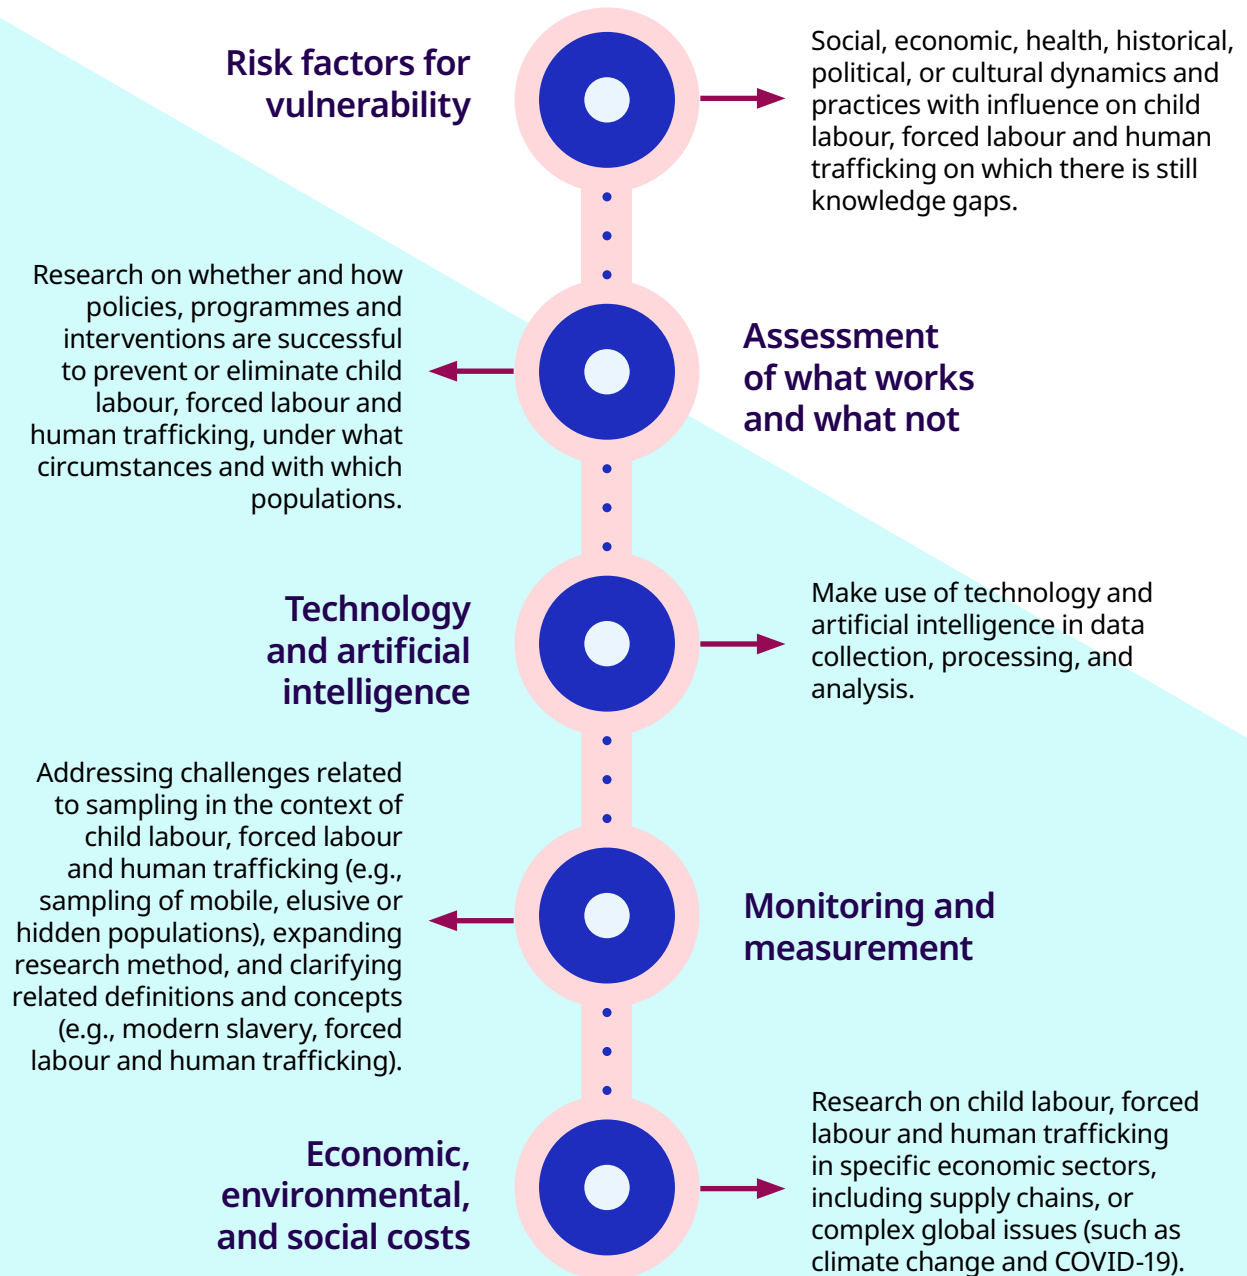 Risk factors for
vulnerability
Social, economic, health, historical,
political, or cultural dynamics and
practices with influence on child
labour, forced labour and human
trafficking on which there is still
knowledge gaps.
Assessment
of what works
and what not
Research on whether and how
policies, programmes and
interventions are successful
to prevent or eliminate child
labour, forced labour and
human trafficking, under what
circumstances and with which
populations.
Technology
and artificial
intelligence
Make use of technology and
artificial intelligence in data
collection, processing, and
analysis.
Monitoring and
measurement
Addressing challenges related
to sampling in the context of
child labour, forced labour
and human trafficking (e.g.,
sampling of mobile, elusive or
hidden populations), expanding
research method, and clarifying
related definitions and concepts
(e.g., modern slavery, forced
labour and human trafficking).
Economic,
environmental,
and social costs
Research on child labour, forced
labour and human trafficking
in specific economic sectors,
including supply chains, or
complex global issues (such as
climate change and COVID-19).